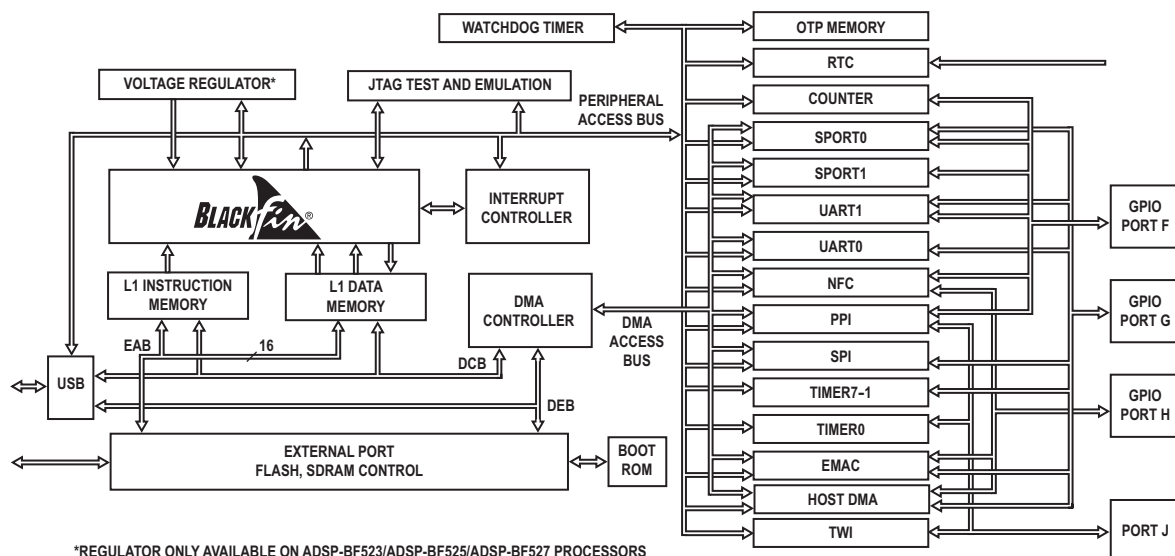 WATCHDOG TIMER
OTP MEMORY
RTC
VOLTAGE REGULATOR*
JTAG TEST AND EMULATION
PERIPHERAL
ACCESS BUS
COUNTER
SPORT0
SPORT1
BLACKfin®
INTERRUPT
CONTROLLER
UART1
GPIO
PORT F
UART0
L1 INSTRUCTION
MEMORY
L1 DATA
MEMORY
DMA
CONTROLLER
NFC
DMA
ACCESS
BUS
PPI
GPIO
PORT G
EAB
16
DCB
SPI
USB
TIMER7–1
DEB
GPIO
PORT H
TIMER0
EXTERNAL PORT
FLASH, SDRAM CONTROL
BOOT
ROM
EMAC
HOST DMA
TWI
PORT J
*REGULATOR ONLY AVAILABLE ON ADSP-BF523/ADSP-BF525/ADSP-BF527 PROCESSORS